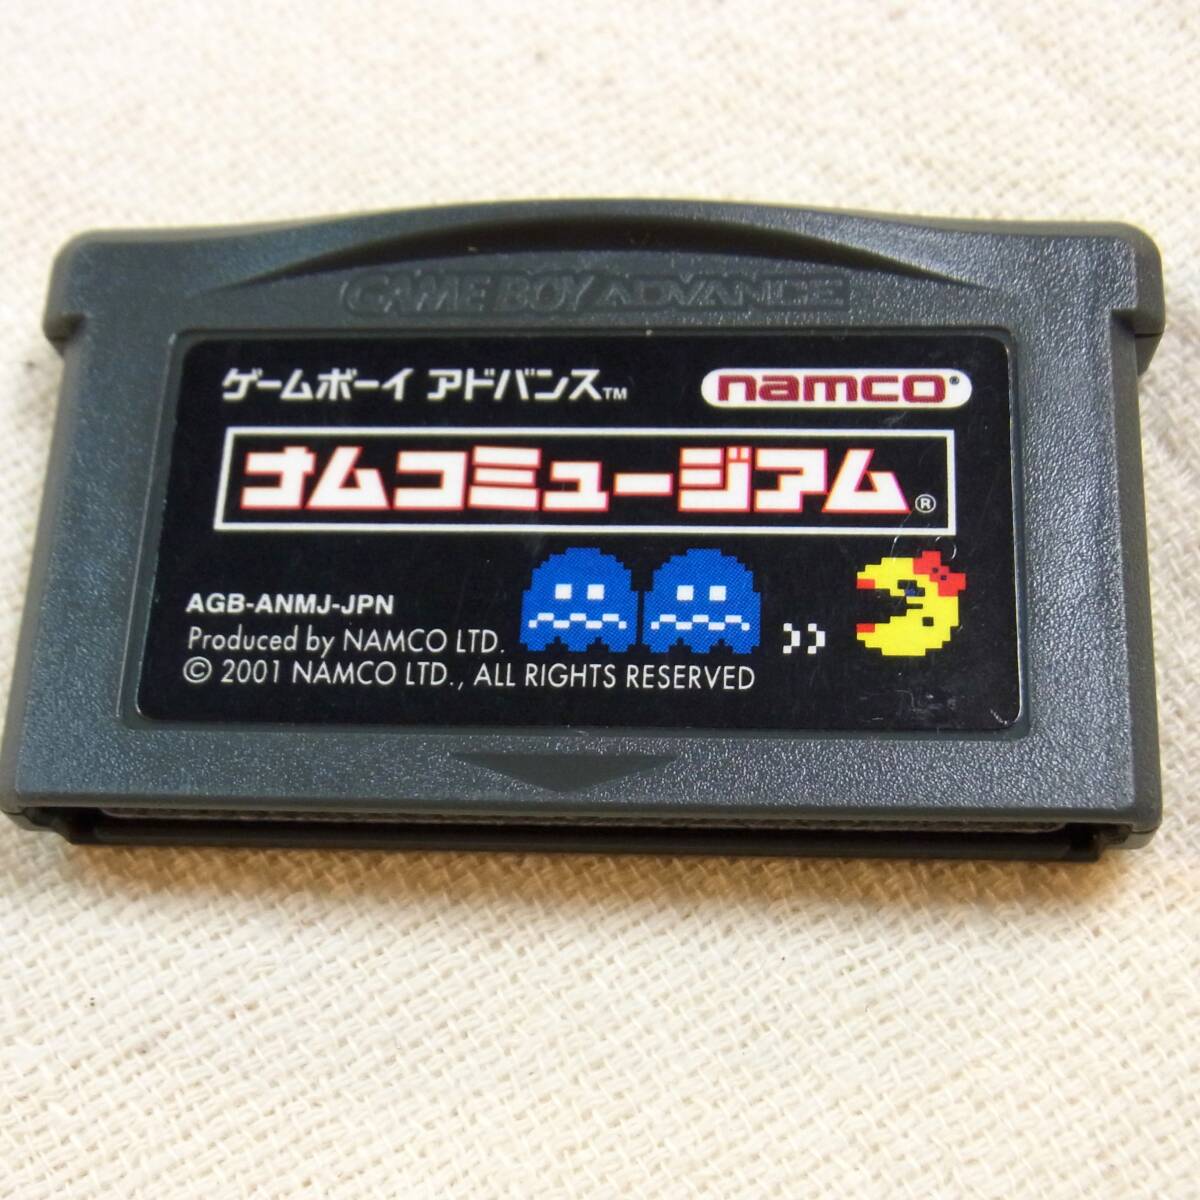 GAME BOY ADVANCE
ゲームボーイ アドバンス™
namco®
ナムコミュージアム®
AGB-ANMJ-JPN
Produced by NAMCO LTD.
© 2001 NAMCO LTD., ALL RIGHTS RESERVED